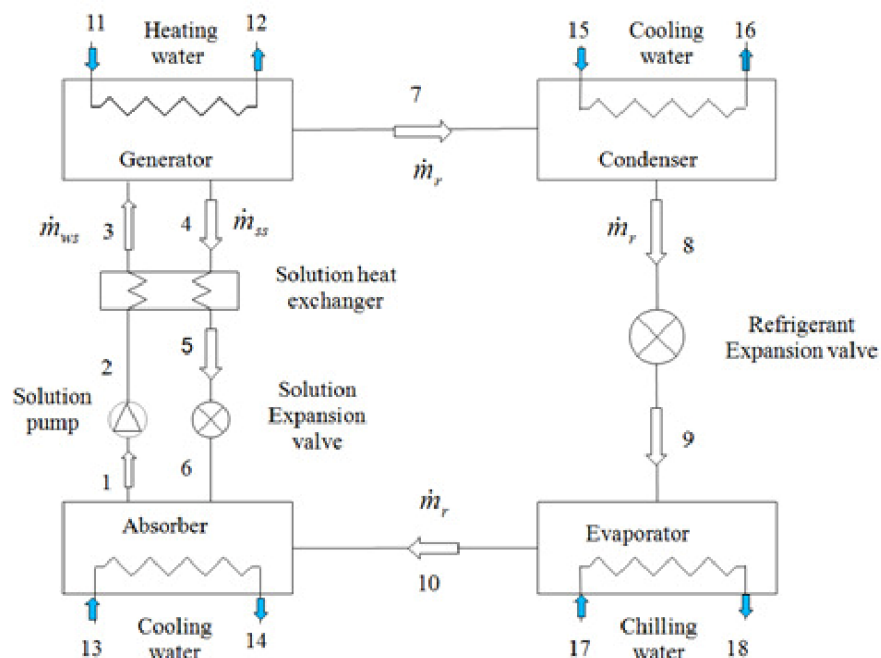 11
Heating
water
12
15
Cooling
water
16
Generator
7
ṁr
Condenser
ṁws
3
4
ṁss
ṁr
8
Solution heat
exchanger
2
5
Refrigerant
Expansion valve
Solution
pump
Solution
Expansion
valve
1
6
9
Absorber
ṁr
10
Evaporator
13
Cooling
water
14
17
Chilling
water
18